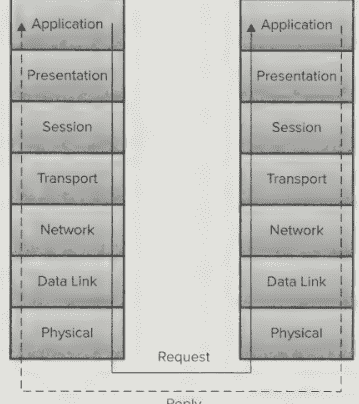 Application
Presentation
Session
Transport
Network
Data Link
Physical
Application
Presentation
Session
Transport
Network
Data Link
Physical
Request
Reply